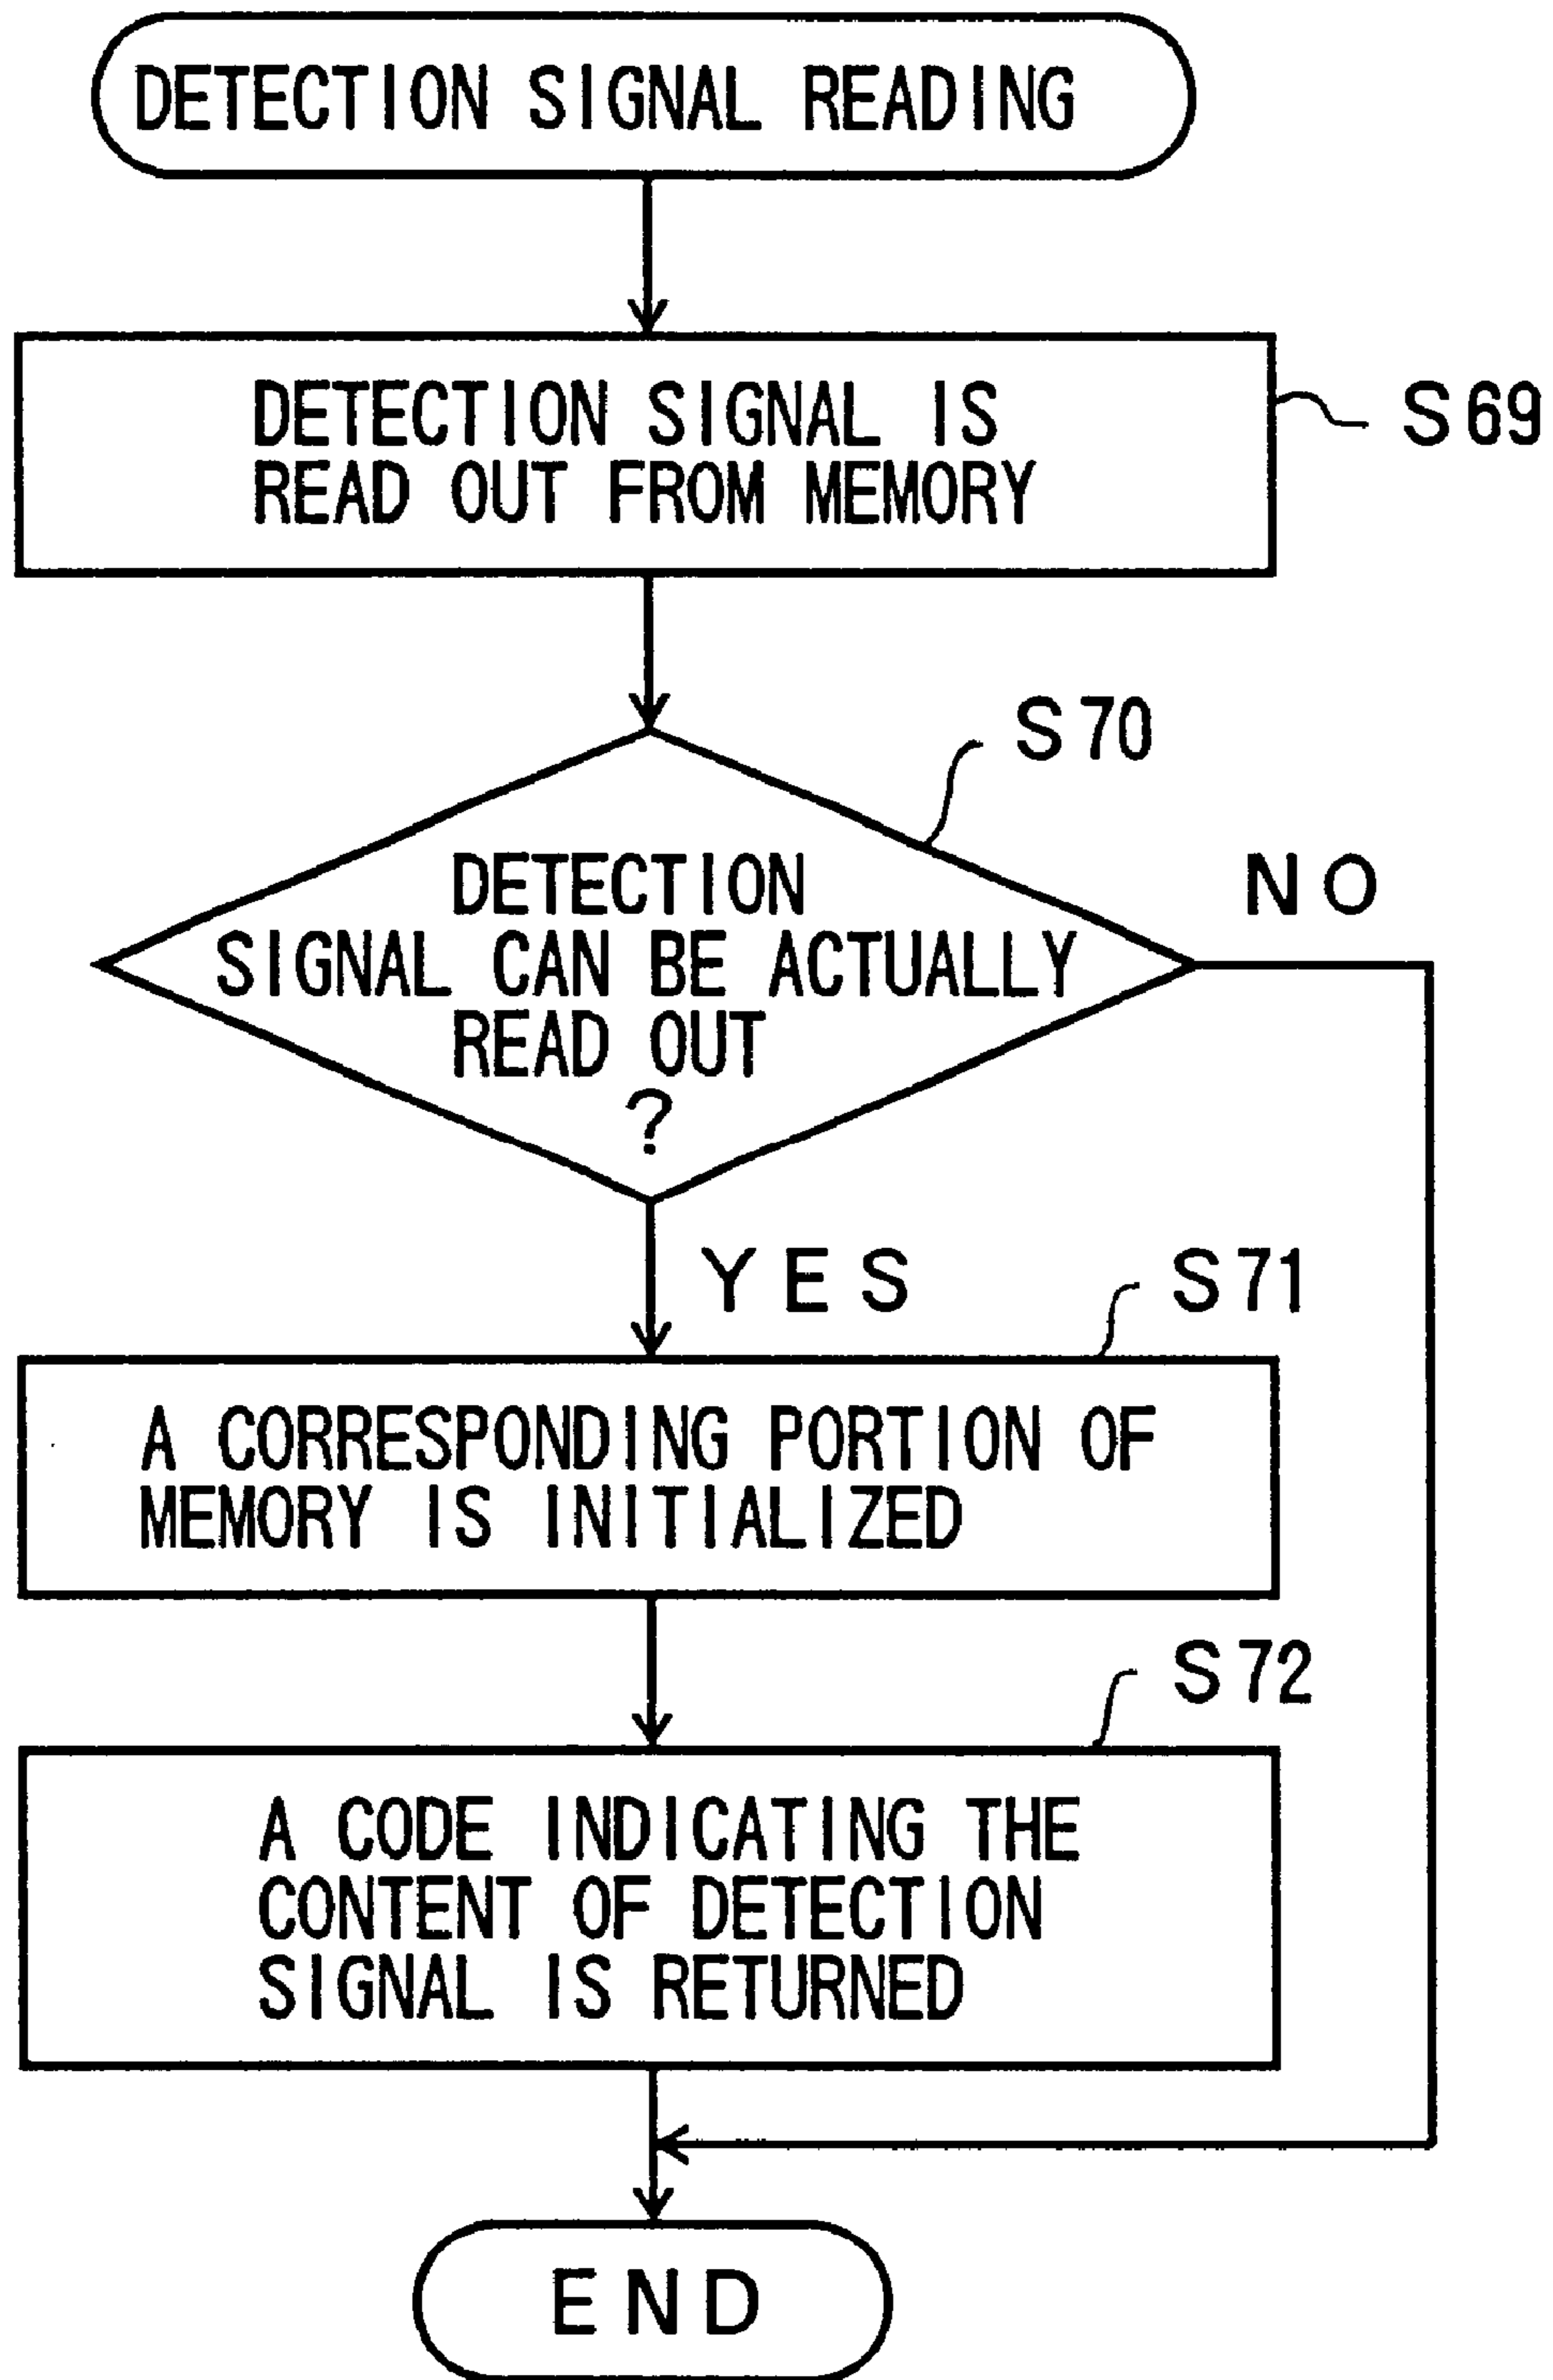 DETECTION SIGNAL READING
DETECTION SIGNAL IS
READ OUT FROM MEMORY
S69
S70
DETECTION
SIGNAL CAN BE ACTUALLY
READ OUT
?
NO
YES
S71
A CORRESPONDING PORTION OF
MEMORY IS INITIALIZED
S72
A CODE INDICATING THE
CONTENT OF DETECTION
SIGNAL IS RETURNED
END